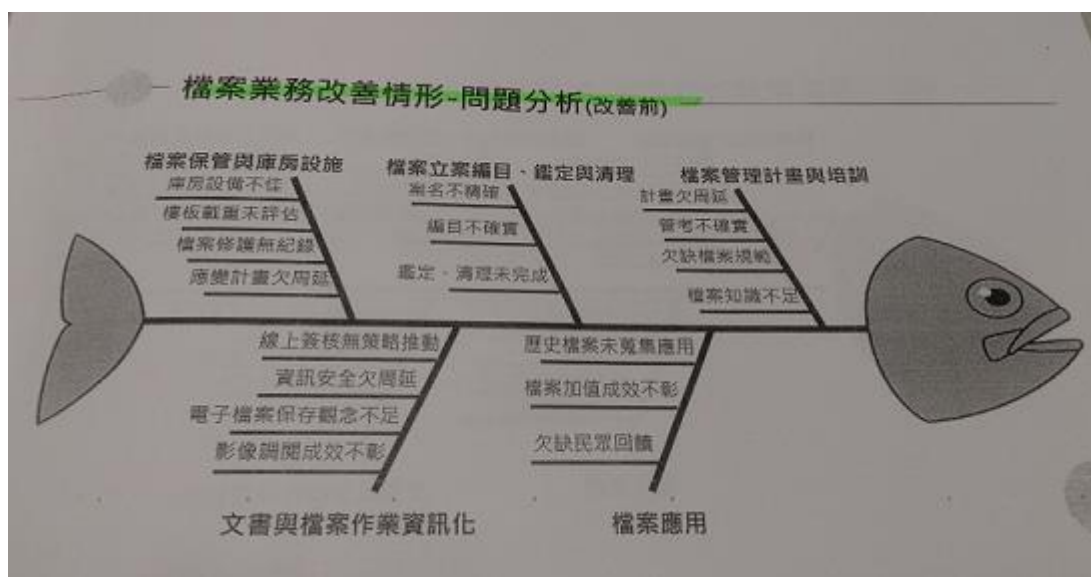 檔案業務改善情形-問題分析(改善前)
檔案保管與庫房設施
庫房設備不佳
樓板載重未評估
檔案修護無紀錄
應變計畫欠周延
檔案立案編目、鑑定與清理
案名不精確
編目不確實
鑑定、清理未完成
檔案管理計畫與培訓
計畫欠周延
管考不確實
欠缺檔案規範
檔案知識不足
線上簽核無策略推動
資訊安全欠周延
電子檔案保存觀念不足
影像調閱成效不彰
文書與檔案作業資訊化
歷史檔案未蒐集應用
檔案加值成效不彰
欠缺民眾回饋
檔案應用